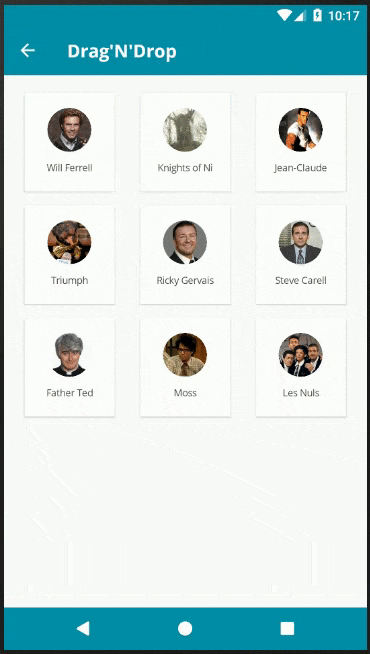 10:17
Drag'N'Drop
Will Ferrell
Knights of Ni
Jean-Claude
Triumph
Ricky Gervais
Steve Carell
Father Ted
Moss
Les Nuls